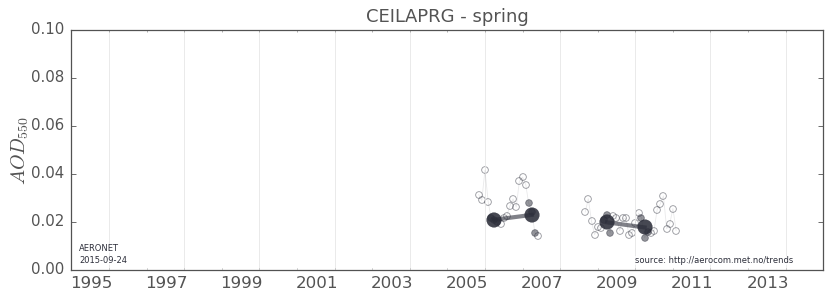 CEILAPRG - spring
0.10
0.08
0.06
0.04
0.02
0.00
AOD550
AERONET
2015-09-24
source: http://aerocom.met.no/trends
1995 1997 1999 2001 2003 2005 2007 2009 2011 2013